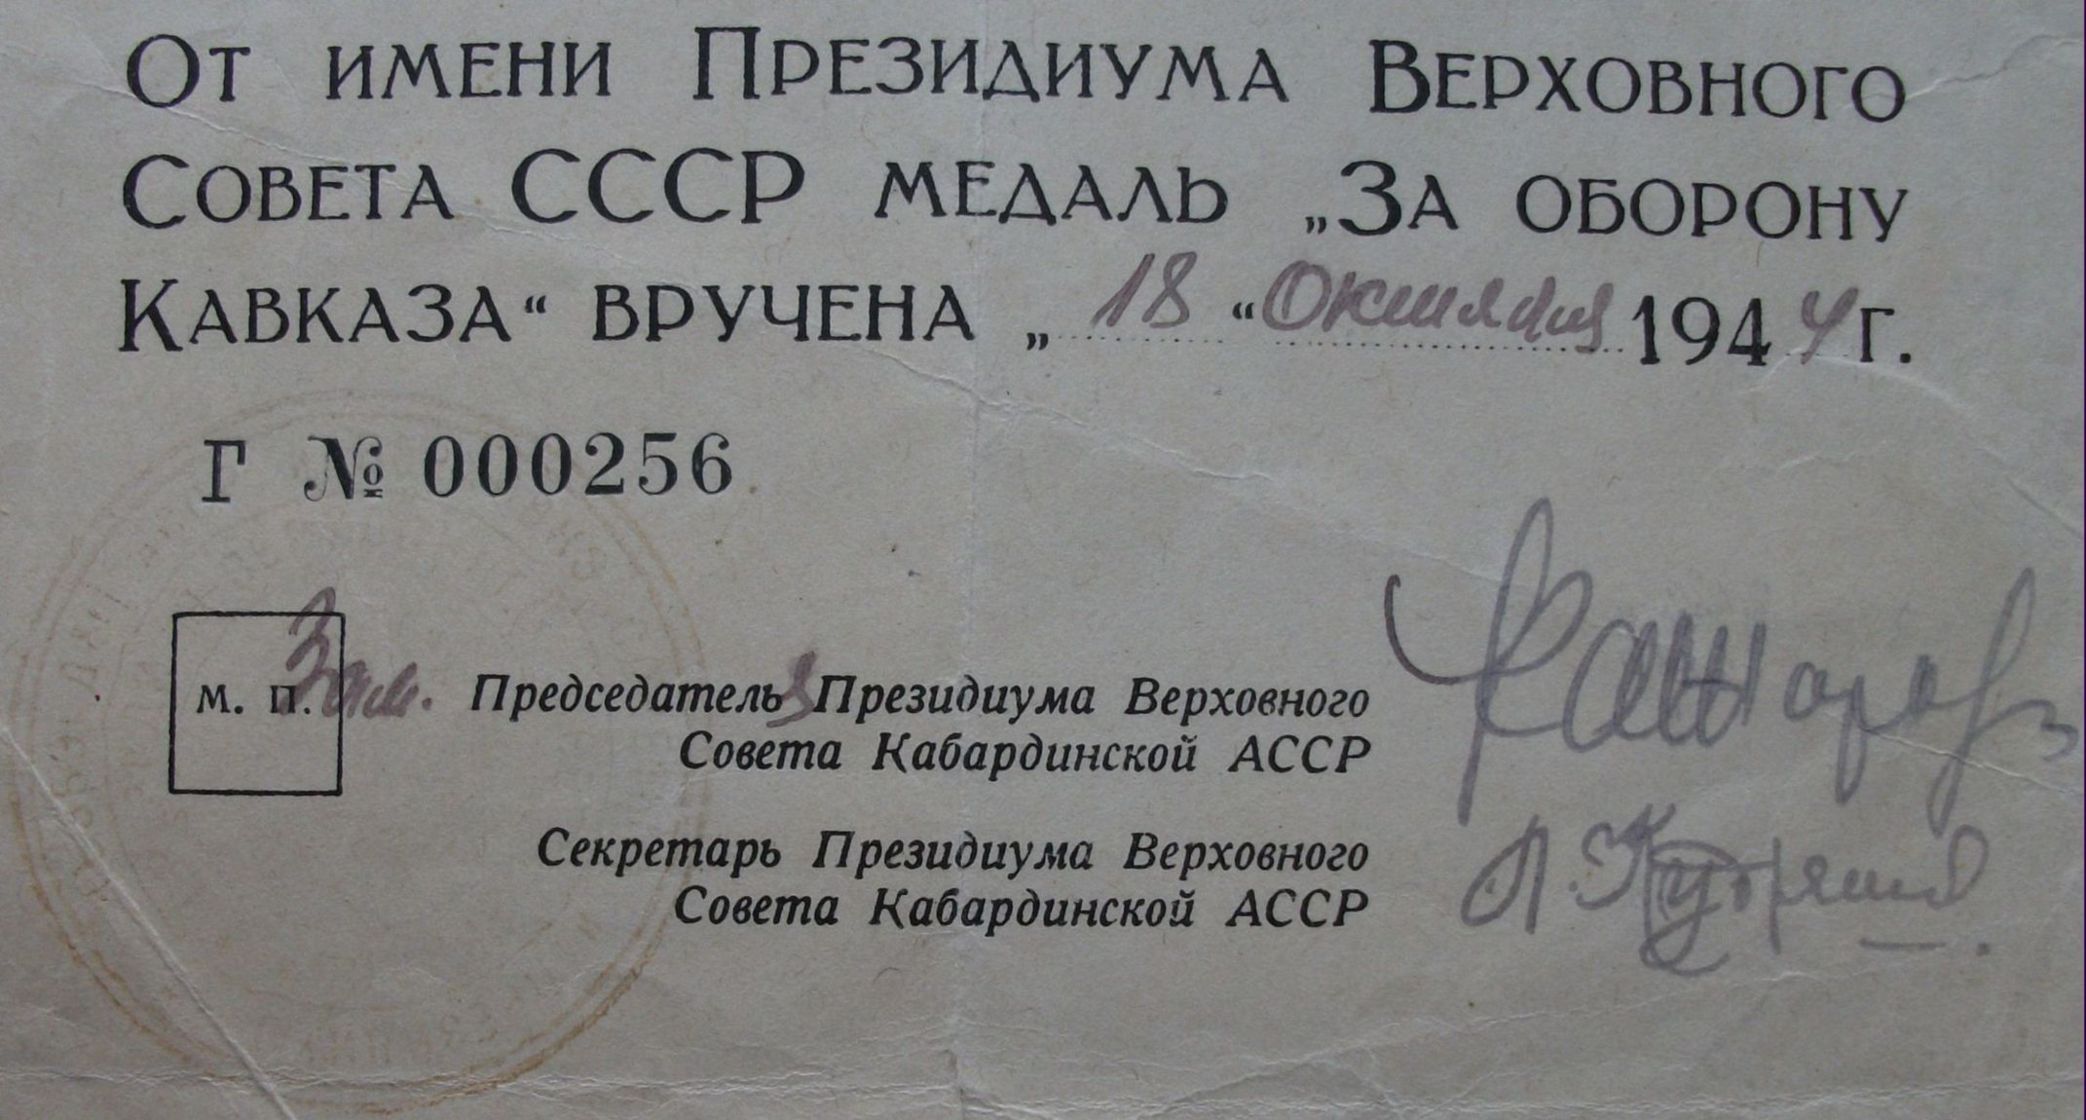 От имени Президиума Верховного
Совета СССР медаль „За оборону
Кавказа“ вручена „18“ Октября 1944 г.
Г № 000256
м. п. Зам. Председателя Президиума Верховного
Совета Кабардинской АССР
Секретарь Президиума Верховного
Совета Кабардинской АССР